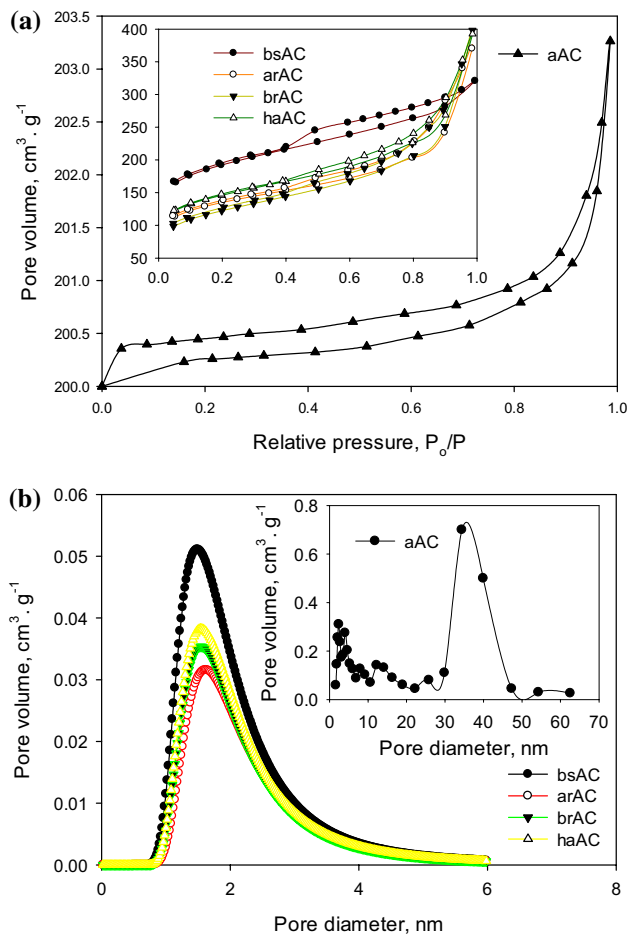 (a)
Pore volume, cm³. g⁻¹
203.5
203.0
202.5
202.0
201.5
201.0
200.5
200.0
0.0 0.2 0.4 0.6 0.8 1.0
Relative pressure, Pₒ/P
aAC
400
350
300
250
200
150
100
50
0.0 0.2 0.4 0.6 0.8 1.0
bsAC
arAC
brAC
haAC
(b)
Pore volume, cm³. g⁻¹
0.06
0.05
0.04
0.03
0.02
0.01
0.00
0 2 4 6 8
Pore diameter, nm
Pore volume, cm³. g⁻¹
0.8
0.6
0.4
0.2
0.0
aAC
0 10 20 30 40 50 60 70
Pore diameter, nm
bsAC
arAC
brAC
haAC